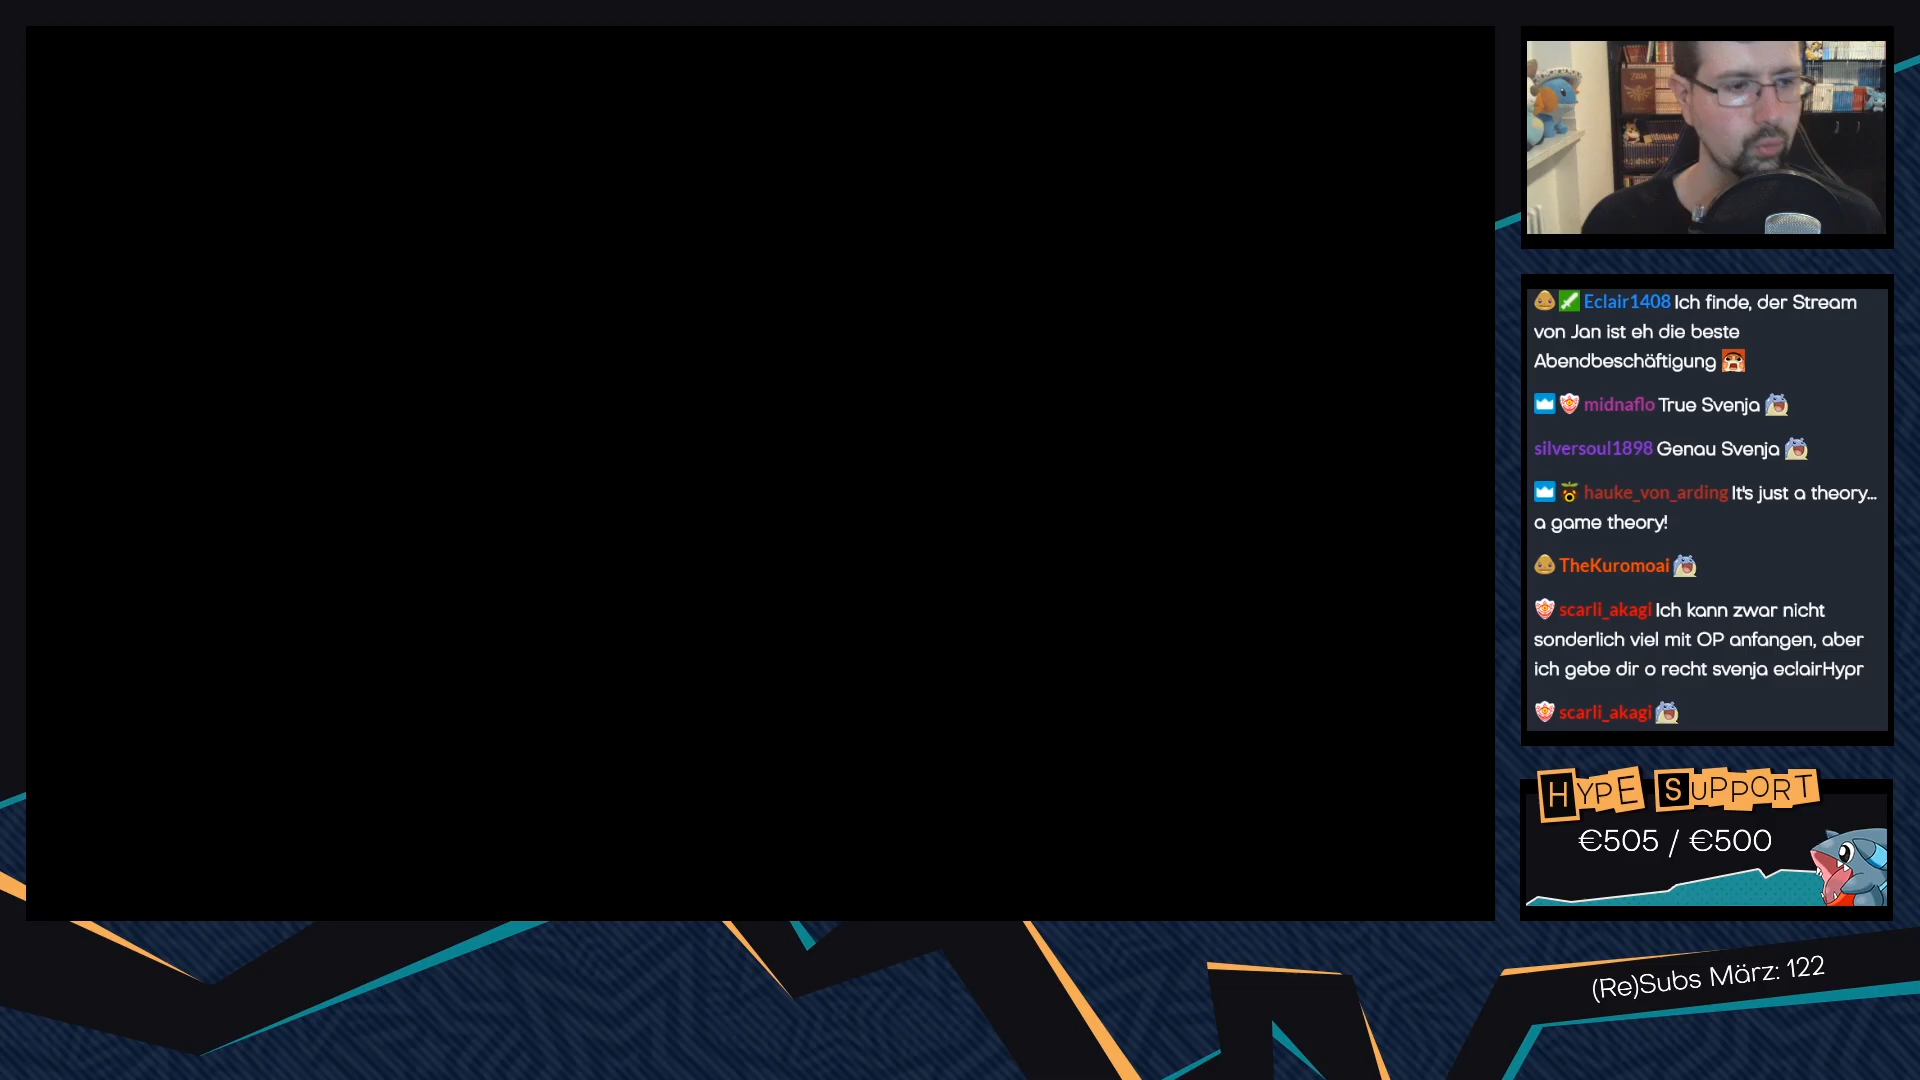 Eclair1408 Ich finde, der Stream
von Jan ist eh die beste
Abendbeschäftigung
midnaflo True Svenja
silversoul1898 Genau Svenja
hauke_von_arding It's just a theory...
a game theory!
TheKuromoai
scarli_akagi Ich kann zwar nicht
sonderlich viel mit OP anfangen, aber
ich gebe dir o recht svenja eclairHypr
scarli_akagi
HYPE SUPPORT
€505 / €500
(Re)Subs März: 122